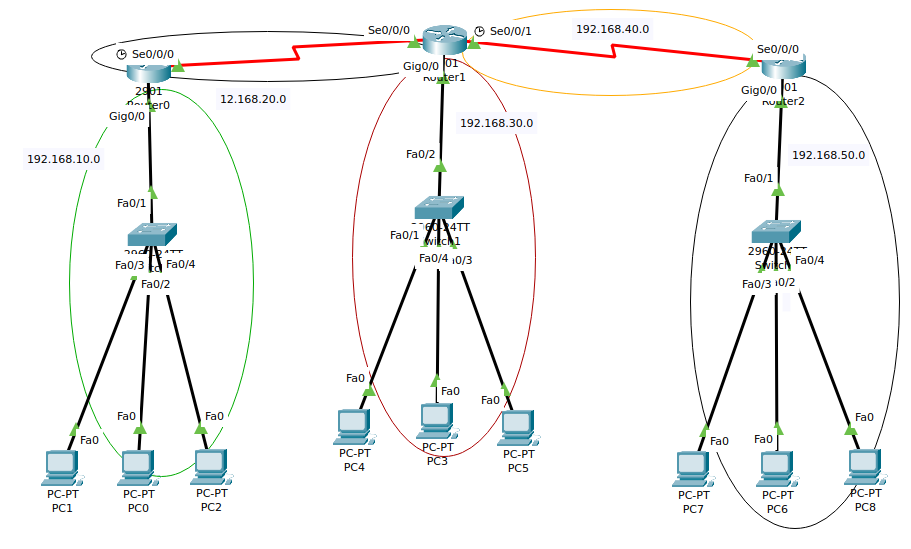 Se0/0/0
Se0/0/1
192.168.40.0
Se0/0/0
Se0/0/0
Gig0/0
01
Router1
Gig0/0
01
Router2
2901
Router0
Gig0/0
12.168.20.0
192.168.30.0
192.168.10.0
Fa0/2
192.168.50.0
Fa0/1
Fa0/1
Fa0/1
Fa0/3
Fa0/4
Fa0/2
Fa0/4
Fa0/4
Fa0/3
Fa0
Fa0
Fa0
Fa0
Fa0
Fa0
Fa0
Fa0
Fa0
PC-PT
PC4
PC-PT
PC3
PC-PT
PC5
PC-PT
PC1
PC-PT
PC0
PC-PT
PC2
PC-PT
PC7
PC-PT
PC6
PC-PT
PC8